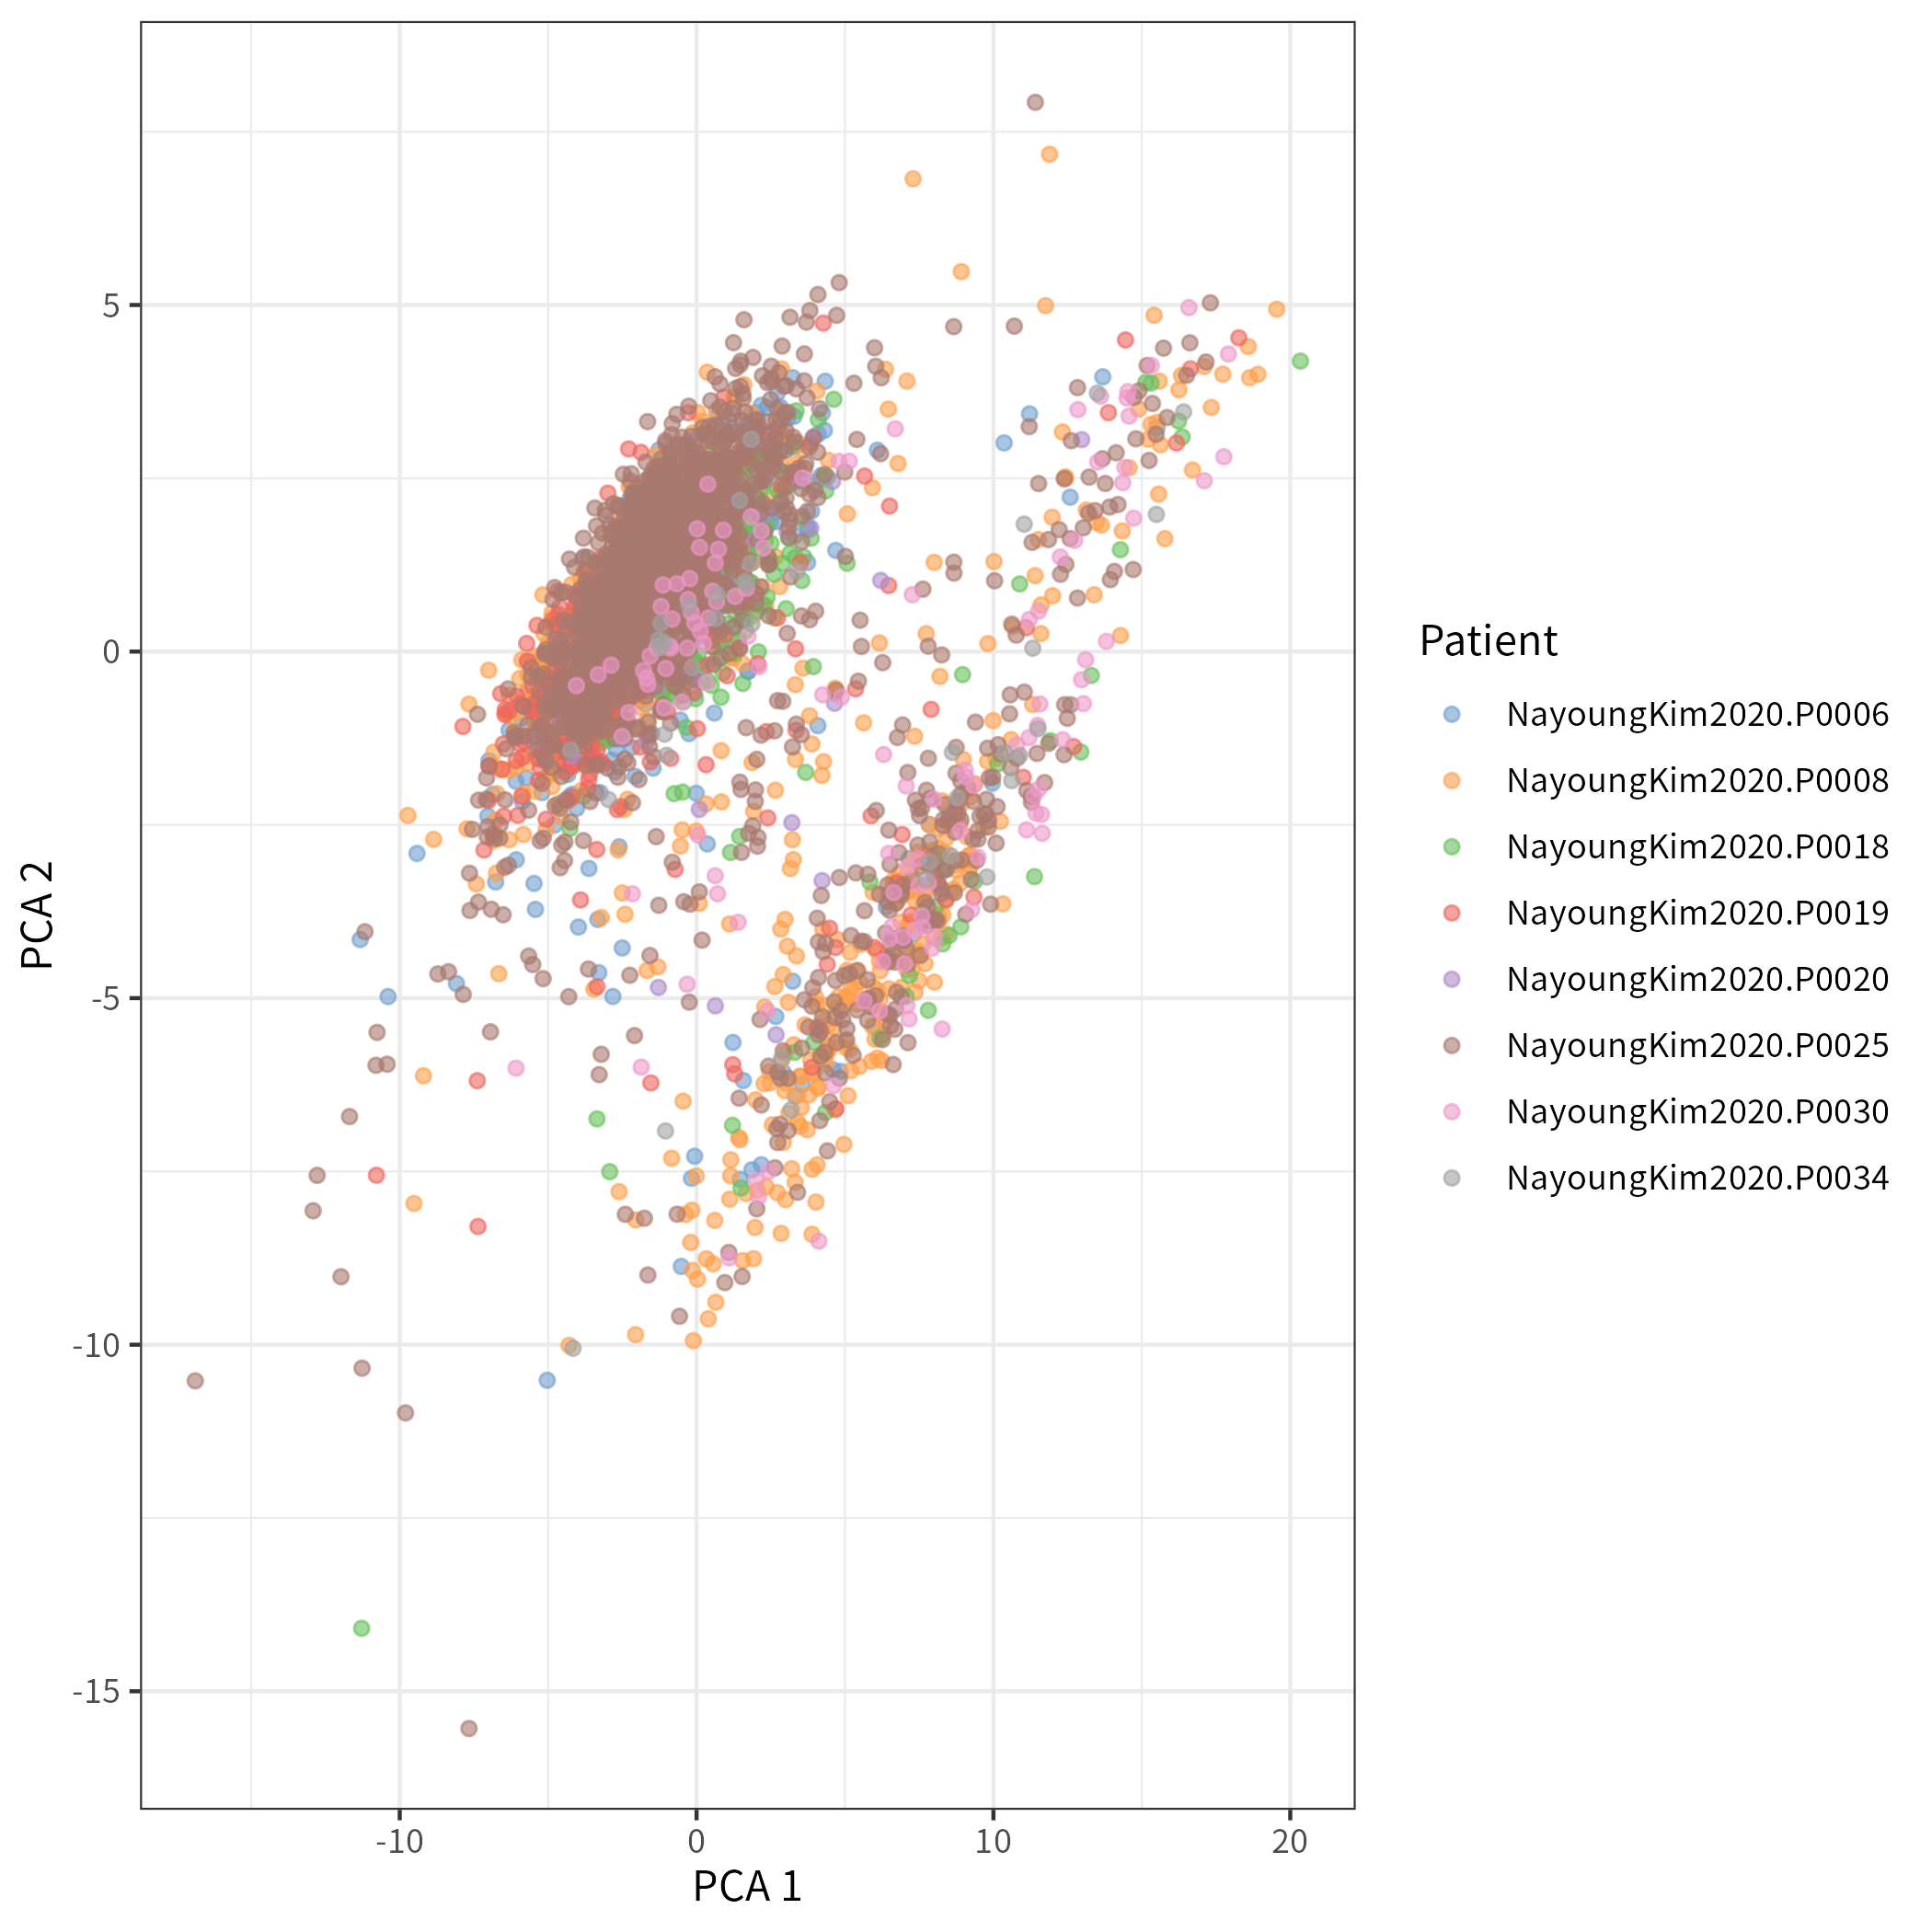 5
0
-5
-10
-15
PCA 2
-10 0 10 20
PCA 1
Patient
NayoungKim2020.P0006
NayoungKim2020.P0008
NayoungKim2020.P0018
NayoungKim2020.P0019
NayoungKim2020.P0020
NayoungKim2020.P0025
NayoungKim2020.P0030
NayoungKim2020.P0034